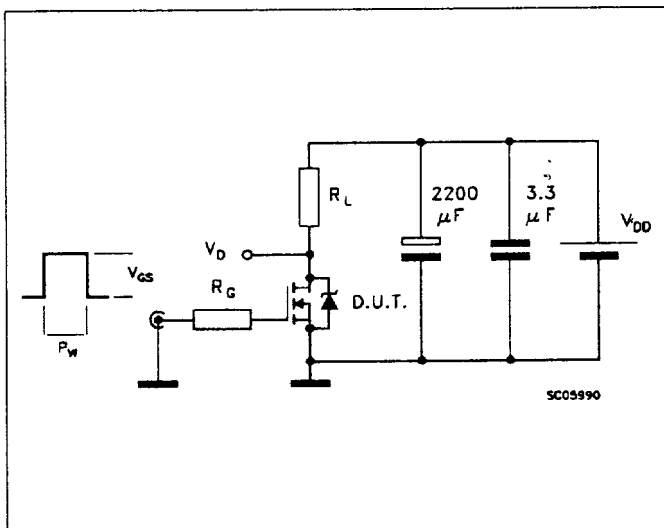 2200
μF
3.3
μF
R_L
V_DD
V_D
V_GS
R_G
D.U.T.
P_W
SC05990